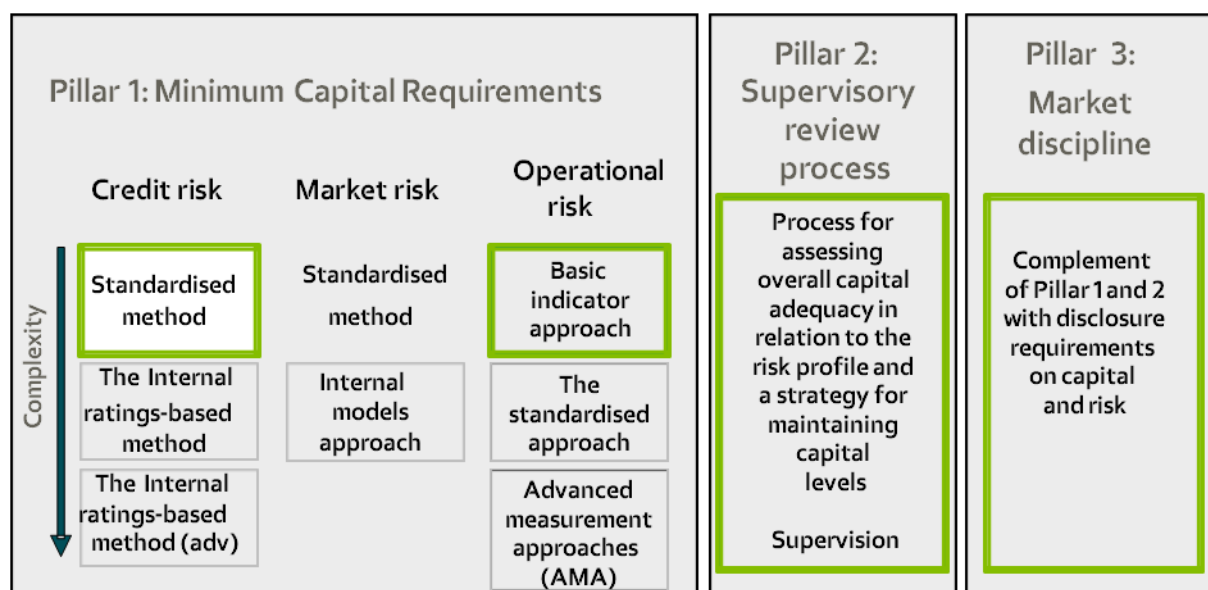 Pillar 1: Minimum Capital Requirements
Credit risk
Market risk
Operational
risk
Complexity
Standardised
method
Standardised
method
Basic
indicator
approach
The Internal
ratings-based
method
Internal
models
approach
The
standardised
approach
The Internal
ratings-based
method (adv)
Advanced
measurement
approaches
(AMA)
Pillar 2:
Supervisory
review
process
Process for
assessing
overall capital
adequacy in
relation to the
risk profile and
a strategy for
maintaining
capital
levels
Supervision
Pillar 3:
Market
discipline
Complement
of Pillar 1 and 2
with disclosure
requirements
on capital
and risk